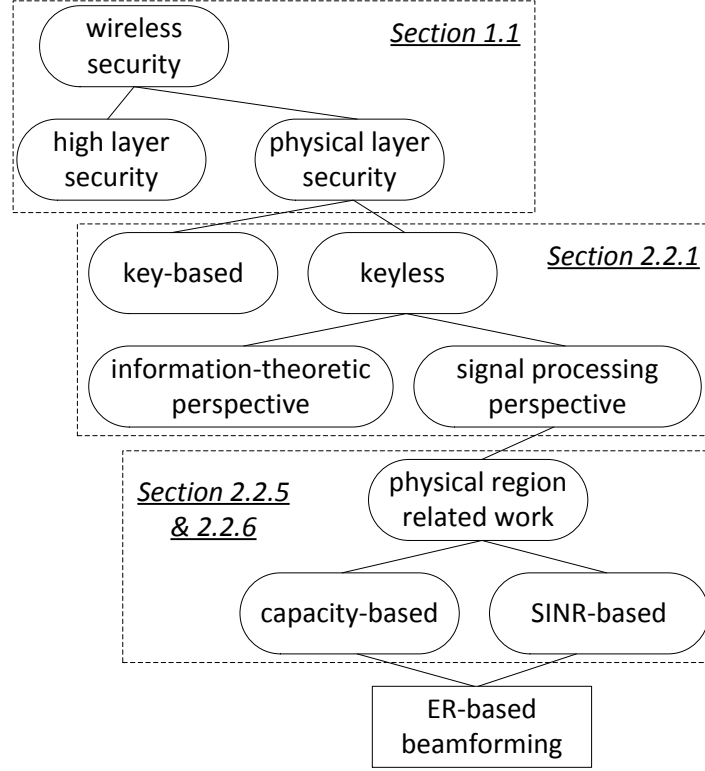 wireless
security
Section 1.1
high layer
security
physical layer
security
key-based
keyless
Section 2.2.1
information-theoretic
perspective
signal processing
perspective
Section 2.2.5
& 2.2.6
physical region
related work
capacity-based
SINR-based
ER-based
beamforming